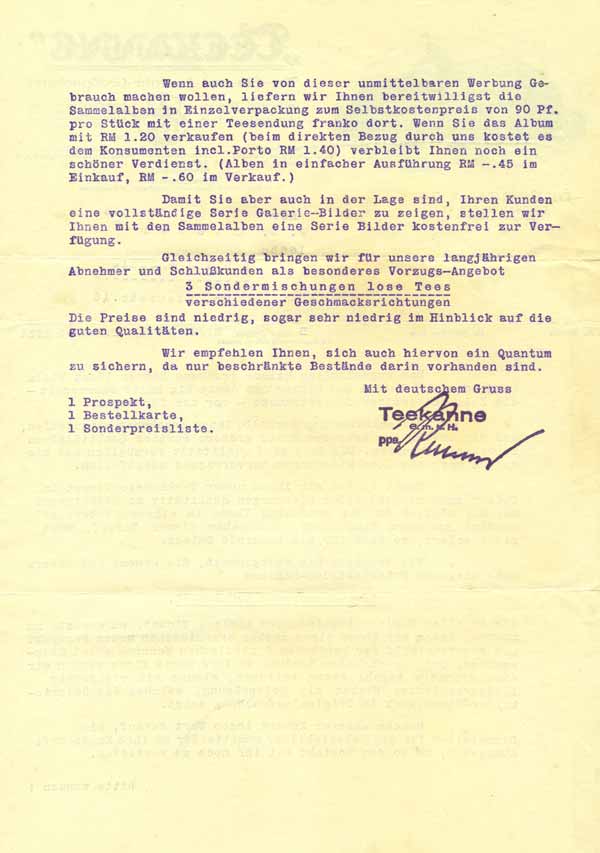 Wenn auch Sie von dieser unmittelbaren Werbung Ge-
brauch machen wollen, liefern wir Ihnen bereitwilligst die
Sammelalben in Einzelverpackung zum Selbstkostenpreis von 90 Pf.
pro Stück mit einer Teesendung franko dort. Wenn Sie das Album
mit RM 1.20 verkaufen (beim direkten Bezug durch uns kostet es
dem Konsumenten incl.Porto RM 1.40) verbleibt Ihnen noch ein
schöner Verdienst. (Alben in einfacher Ausführung RM -.45 im
Einkauf, RM -.60 im Verkauf.)
Damit Sie aber auch in der Lage sind, Ihren Kunden
eine vollständige Serie Galerie-Bilder zu zeigen, stellen wir
Ihnen mit den Sammelalben eine Serie Bilder kostenfrei zur Ver-
fügung.
Gleichzeitig bringen wir für unsere langjährigen
Abnehmer und Schlußkunden als besonderes Vorzugs-Angebot
3 Sondermischungen lose Tees
verschiedener Geschmacksrichtungen
Die Preise sind niedrig, sogar sehr niedrig im Hinblick auf die
guten Qualitäten.
Wir empfehlen Ihnen, sich auch hiervon ein Quantum
zu sichern, da nur beschränkte Bestände darin vorhanden sind.
Mit deutschem Gruss
1 Prospekt,
1 Bestellkarte,
1 Sonderpreisliste.
Teekanne
G.m.b.H.
ppa.